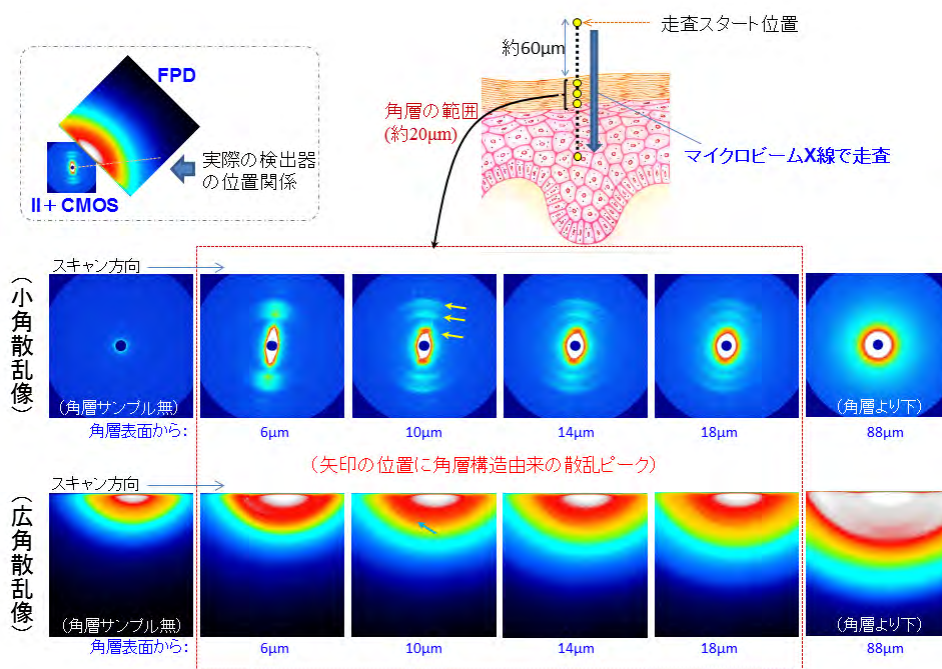 走査スタート位置
約60μm
FPD
角層の範囲
(約20μm)
実際の検出器
の位置関係
マイクロビームX線で走査
II+CMOS
スキャン方向
(小角散乱像)
(角層サンプル無)
(角層より下)
角層表面から:
6μm
10μm
14μm
18μm
88μm
(矢印の位置に角層構造由来の散乱ピーク)
スキャン方向
(広角散乱像)
(角層サンプル無)
(角層より下)
角層表面から:
6μm
10μm
14μm
18μm
88μm